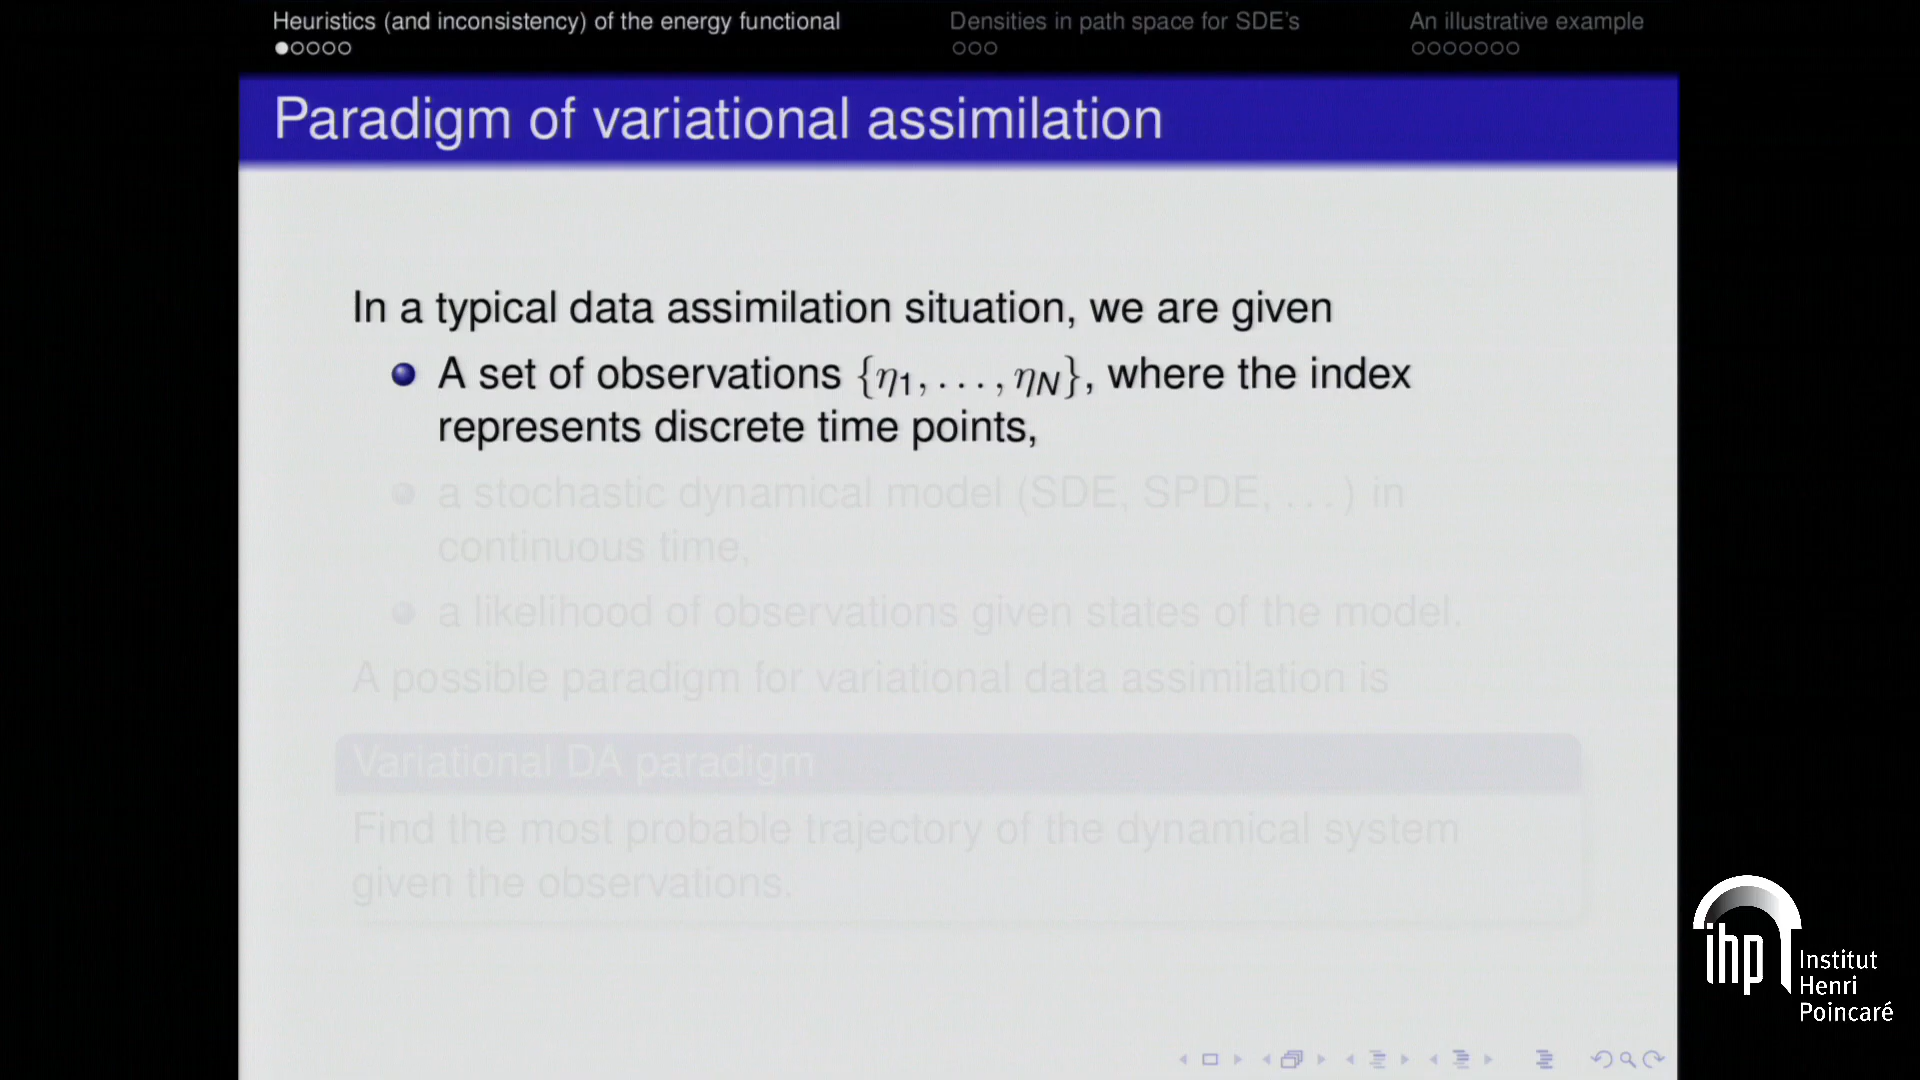 Heuristics (and inconsistency) of the energy functional
Densities in path space for SDE's
An illustrative example
Paradigm of variational assimilation
In a typical data assimilation situation, we are given
A set of observations {η1, . . . , ηN}, where the index
represents discrete time points,
a stochastic dynamical model (SDE, SPDE, . . . ) in
continuous time,
a likelihood of observations given states of the model.
A possible paradigm for variational data assimilation is
Variational DA paradigm
Find the most probable trajectory of the dynamical system
given the observations.
ihp
Institut
Henri
Poincaré